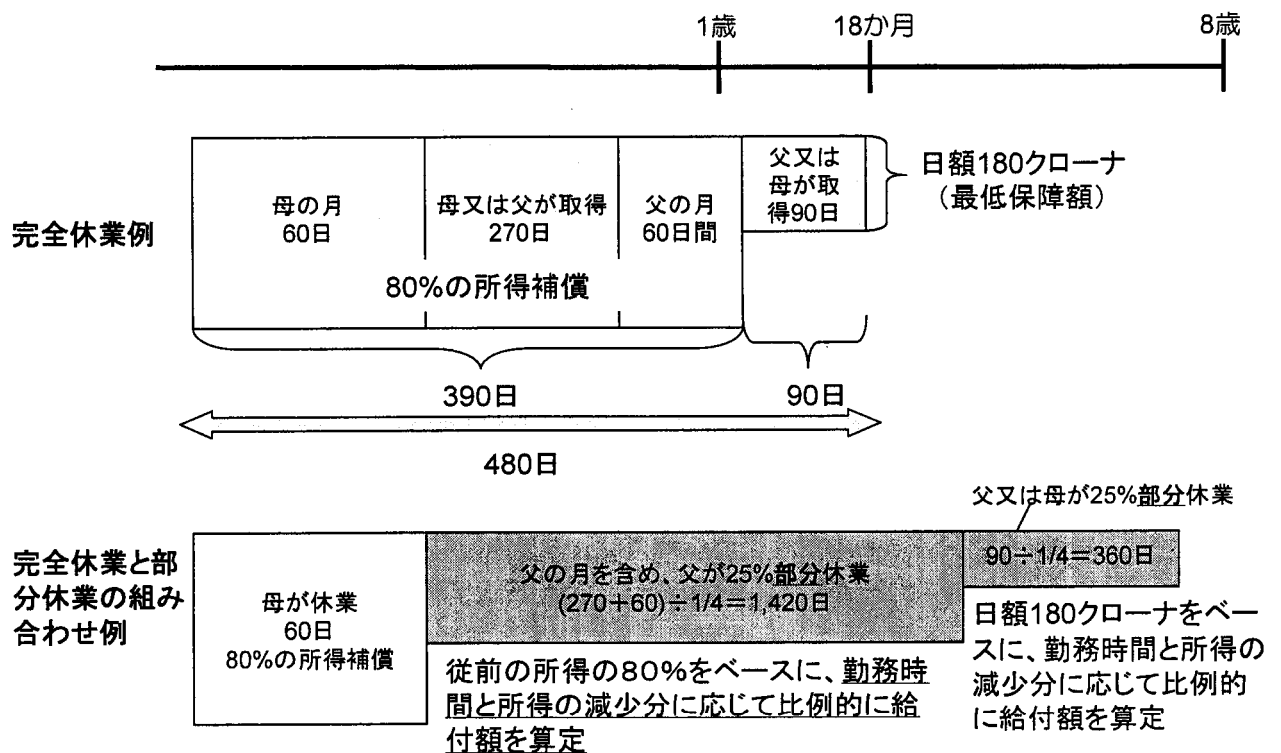 1歳
18か月
8歳
完全休業例
母の月
60日
母又は父が取得
270日
父の月
60日間
80%の所得補償
父又は
母が取
得90日
日額180クローナ
（最低保障額）
390日
90日
480日
完全休業と部
分休業の組み
合わせ例
母が休業
60日
80%の所得補償
父の月を含め、父が25%部分休業
(270+60)÷1/4=1,420日
従前の所得の80%をベースに、勤務時
間と所得の減少分に応じて比例的に給
付額を算定
父又は母が25%部分休業
90÷1/4=360日
日額180クローナをベー
スに、勤務時間と所得の
減少分に応じて比例的
に給付額を算定